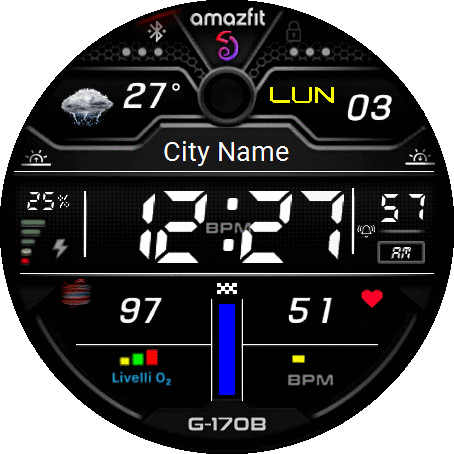 amazfit
27°
LUN 03
City Name
25%
12:27
BPM
57
AM
97
51
Livelli O₂
BPM
G-170B